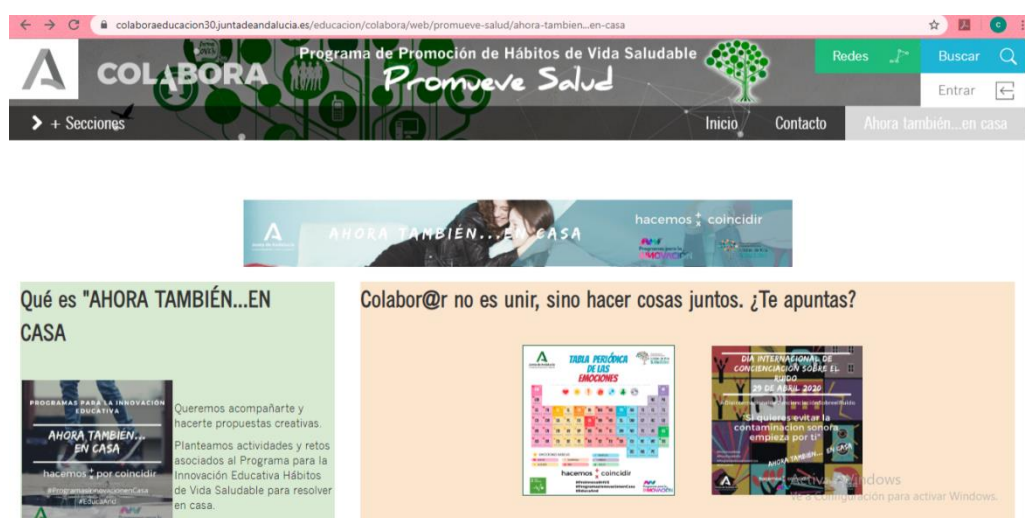 colaboraeducacion30.juntadeandalucia.es/educacion/colabora/web/promueve-salud/ahora-tambien...en-casa
COLABORA
Programa de Promoción de Hábitos de Vida Saludable
Promueve Salud
Redes
Buscar
Entrar
+ Secciones
Inicio
Contacto
Ahora también...en casa
AHORA TAMBIÉN...EN CASA
hacemos + x coincidir
Qué es "AHORA TAMBIÉN...EN
CASA
PROGRAMAS PARA LA INNOVACIÓN
EDUCATIVA
AHORA TAMBIÉN...
EN CASA
hacemos por coincidir
#ProgramasInnovacionenCasa
#EducaAnd
Queremos acompañarte y
hacerte propuestas creativas.
Planteamos actividades y retos
asociados al Programa para la
Innovación Educativa Hábitos
de Vida Saludable para resolver
en casa.
Colabor@r no es unir, sino hacer cosas juntos. ¿Te apuntas?
TABLA PERIÓDICA
DE LAS
EMOCIONES
hacemos coincidir
DIA INTERNACIONAL DE
CONCIENCIACIÓN SOBRE EL
RUIDO
29 DE ABRIL 2020
"Si quieres evitar la
contaminacion sonora
empieza por ti"
AHORA TAMBIÉN... EN CASA
Activar Windows
Ve a Configuración para activar Windows.